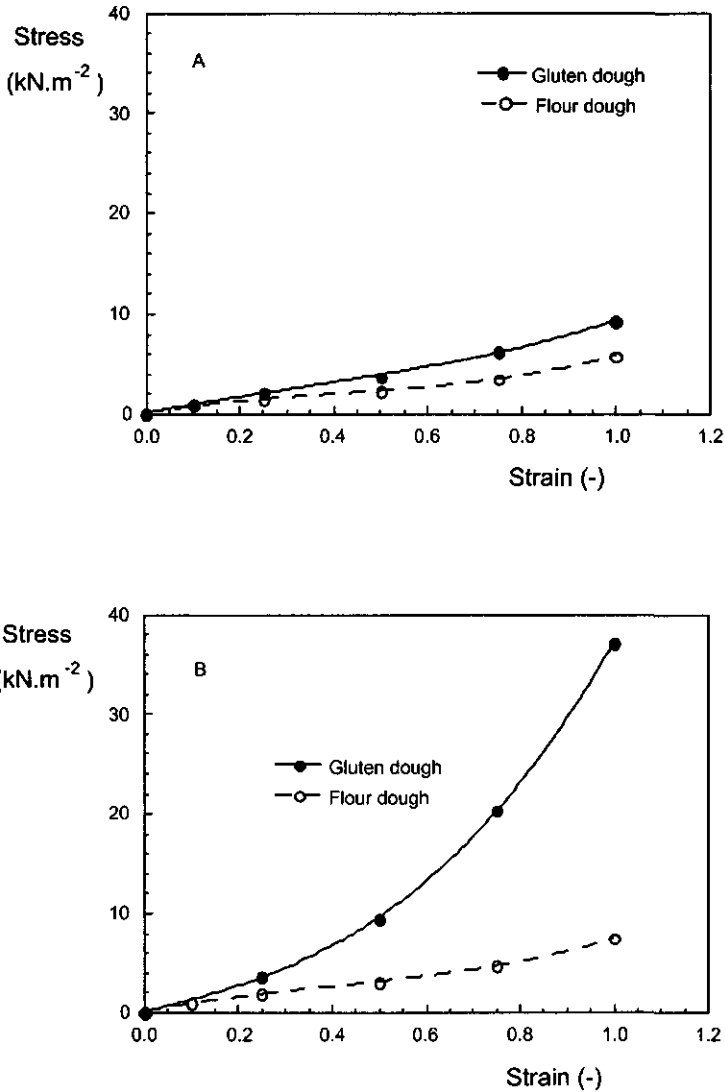 Stress
(kN.m-2 )
A
Gluten dough
Flour dough
40
30
20
10
0
0.0 0.2 0.4 0.6 0.8 1.0 1.2
Strain (-)
Stress
(kN.m-2 )
B
Gluten dough
Flour dough
40
30
20
10
0
0.0 0.2 0.4 0.6 0.8 1.0 1.2
Strain (-)